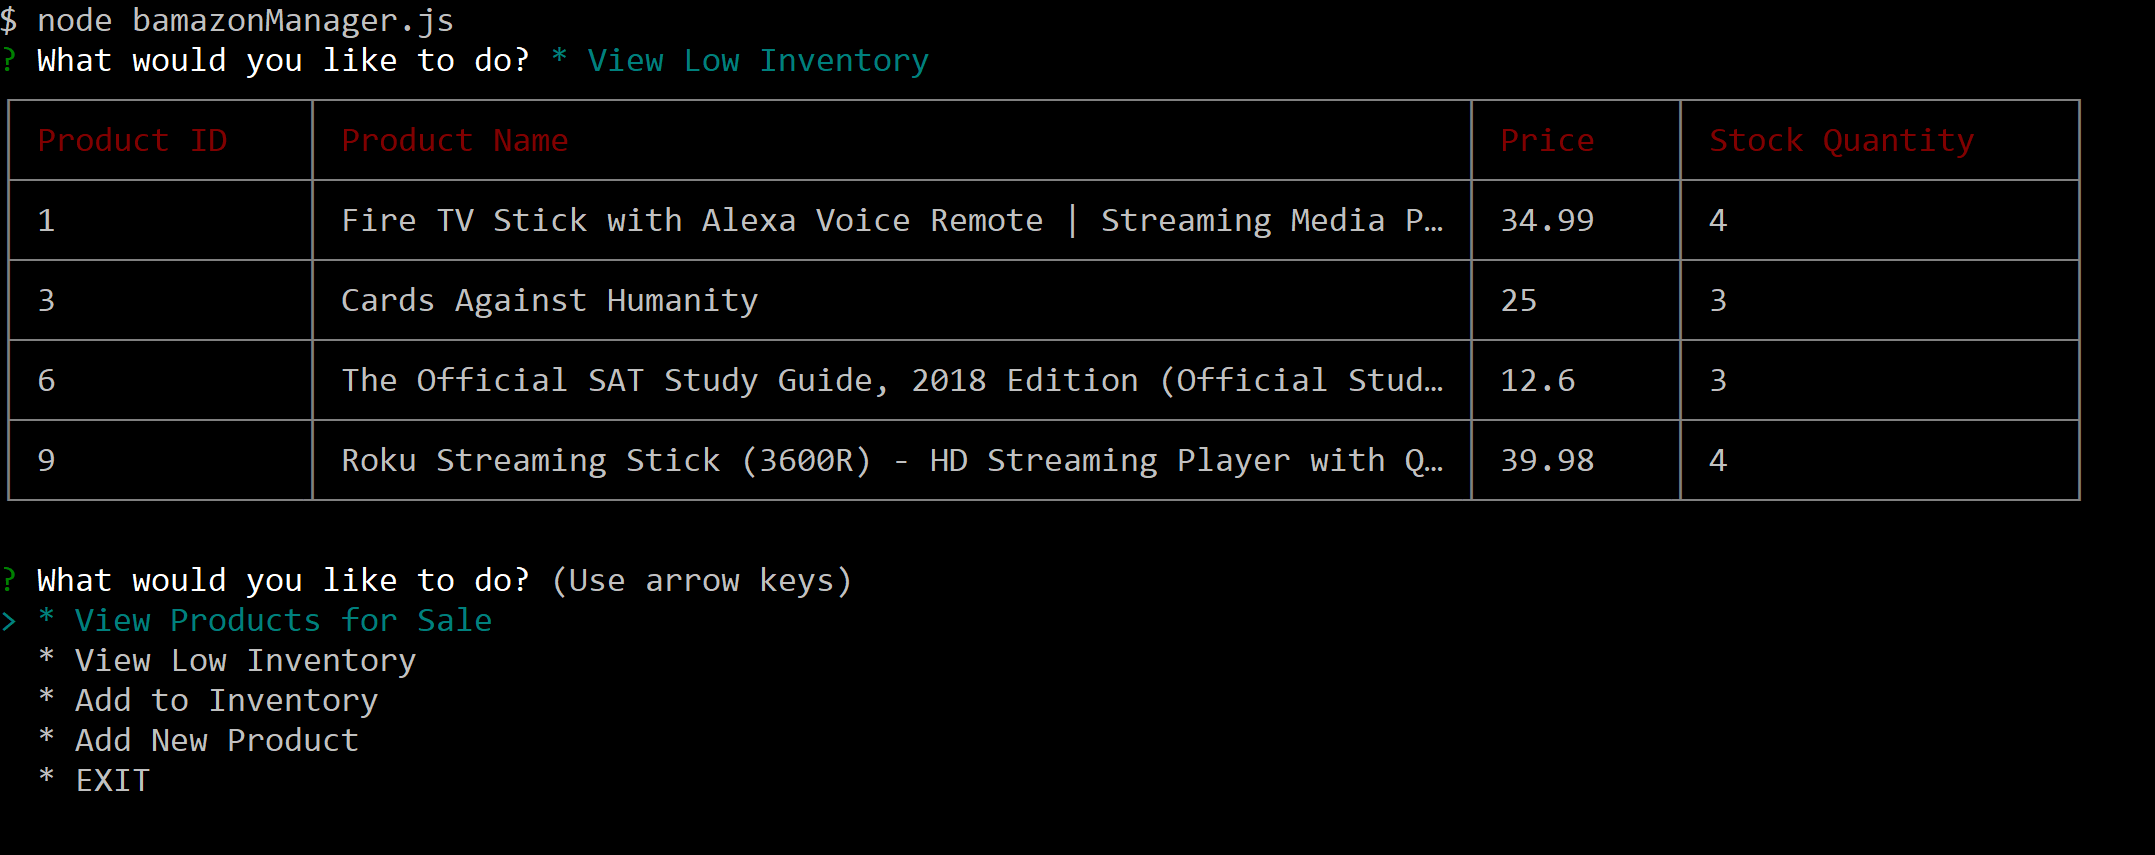 $ node bamazonManager.js
? What would you like to do? * View Low Inventory
Product ID Product Name Price Stock Quantity
1 Fire TV Stick with Alexa Voice Remote | Streaming Media P… 34.99 4
3 Cards Against Humanity 25 3
6 The Official SAT Study Guide, 2018 Edition (Official Stud… 12.6 3
9 Roku Streaming Stick (3600R) - HD Streaming Player with Q… 39.98 4
? What would you like to do? (Use arrow keys)
> * View Products for Sale
* View Low Inventory
* Add to Inventory
* Add New Product
* EXIT